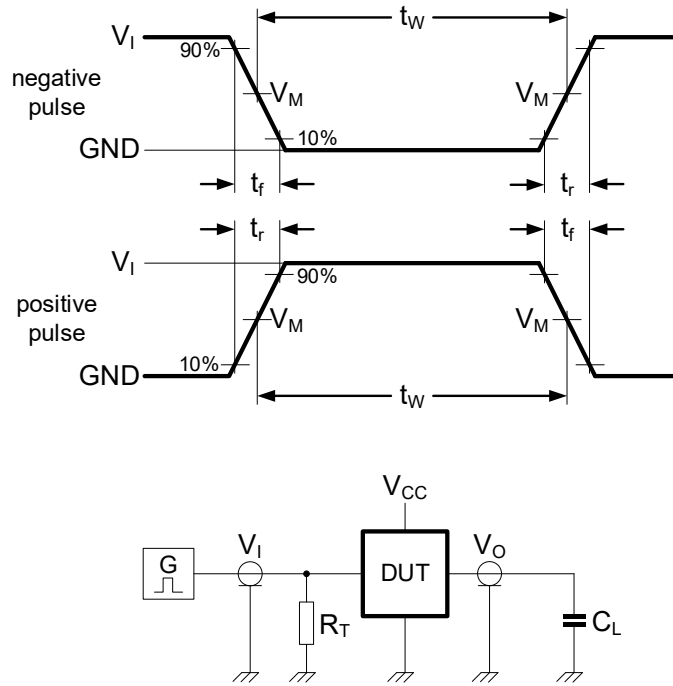 V_I
90%
t_W
negative
pulse
V_M
V_M
GND
10%
t_f
t_r
t_r
t_f
V_I
90%
positive
pulse
V_M
V_M
10%
GND
t_W
V_CC
G
V_I
DUT
V_O
R_T
C_L